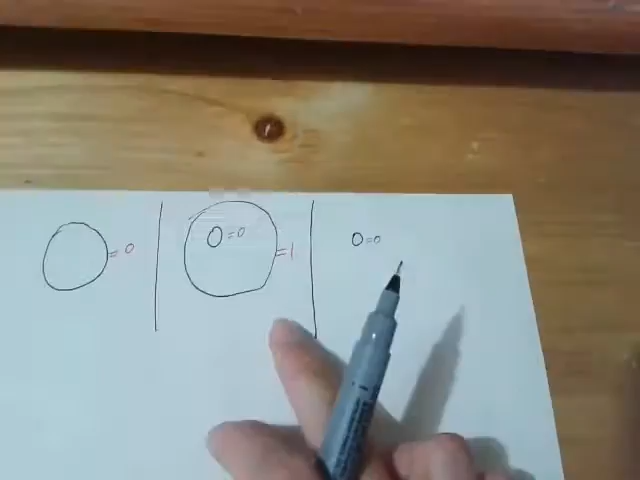 = 0
0 = 0
= 1
0 = 0